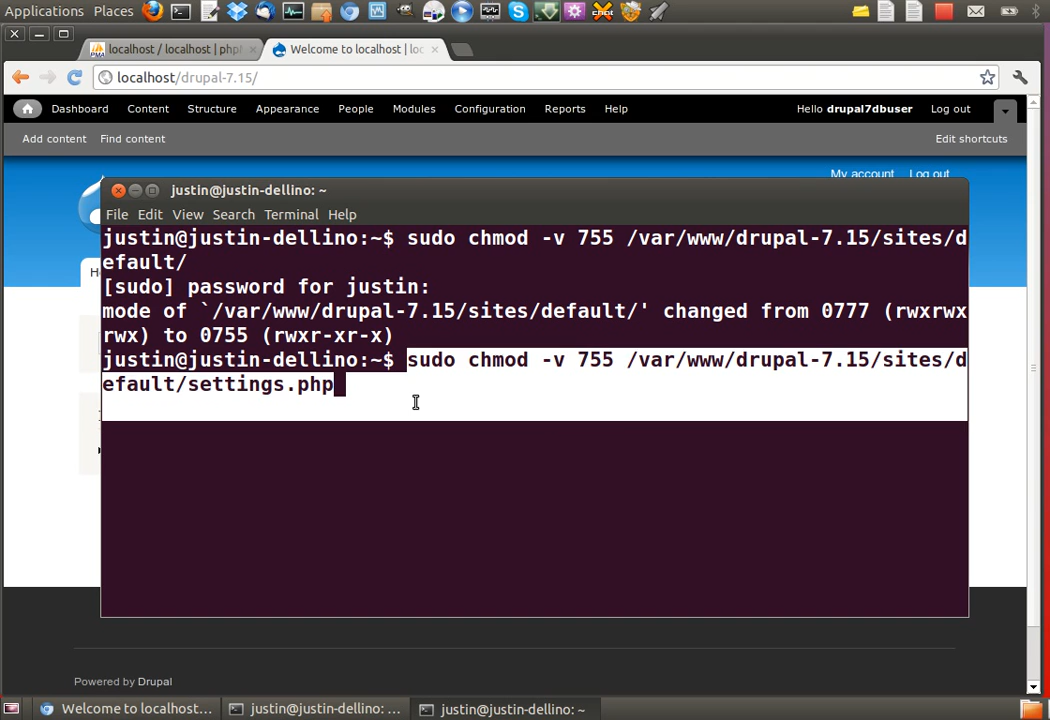 Applications Places
localhost / localhost | phpl
Welcome to localhost | loc
localhost/drupal-7.15/
Dashboard Content Structure Appearance People Modules Configuration Reports Help Hello drupal7dbuser Log out
Add content Find content Edit shortcuts
My account Log out
justin@justin-dellino: ~
File Edit View Search Terminal Help
justin@justin-dellino:~$ sudo chmod -v 755 /var/www/drupal-7.15/sites/d
efault/
[sudo] password for justin:
mode of `/var/www/drupal-7.15/sites/default/' changed from 0777 (rwxrwx
rwx) to 0755 (rwxr-xr-x)
justin@justin-dellino:~$ sudo chmod -v 755 /var/www/drupal-7.15/sites/d
efault/settings.php
Powered by Drupal
Welcome to localhost... justin@justin-dellino: ... justin@justin-dellino: ~